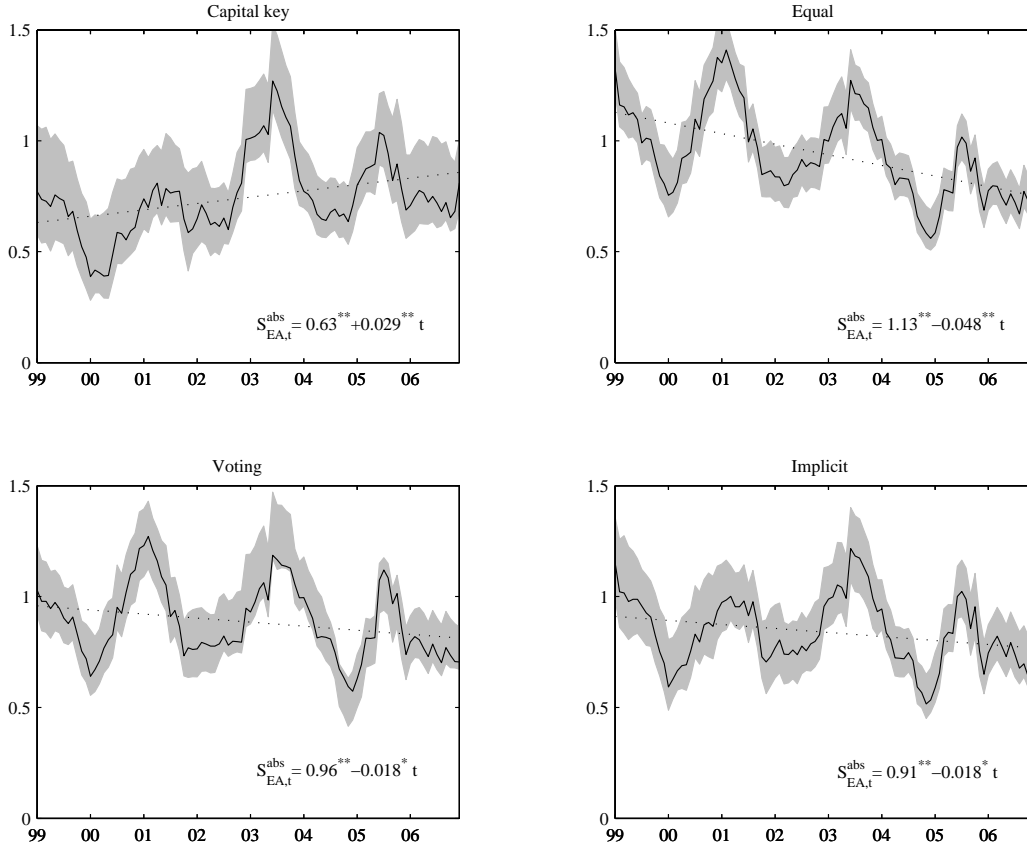 Capital key
1.5
1
0.5
0
S^abs_EA,t = 0.63^**+0.029^** t
99 00 01 02 03 04 05 06
Equal
1.5
1
0.5
0
S^abs_EA,t = 1.13^**−0.048^** t
99 00 01 02 03 04 05 06
Voting
1.5
1
0.5
0
S^abs_EA,t = 0.96^**−0.018^* t
99 00 01 02 03 04 05 06
Implicit
1.5
1
0.5
0
S^abs_EA,t = 0.91^**−0.018^* t
99 00 01 02 03 04 05 06